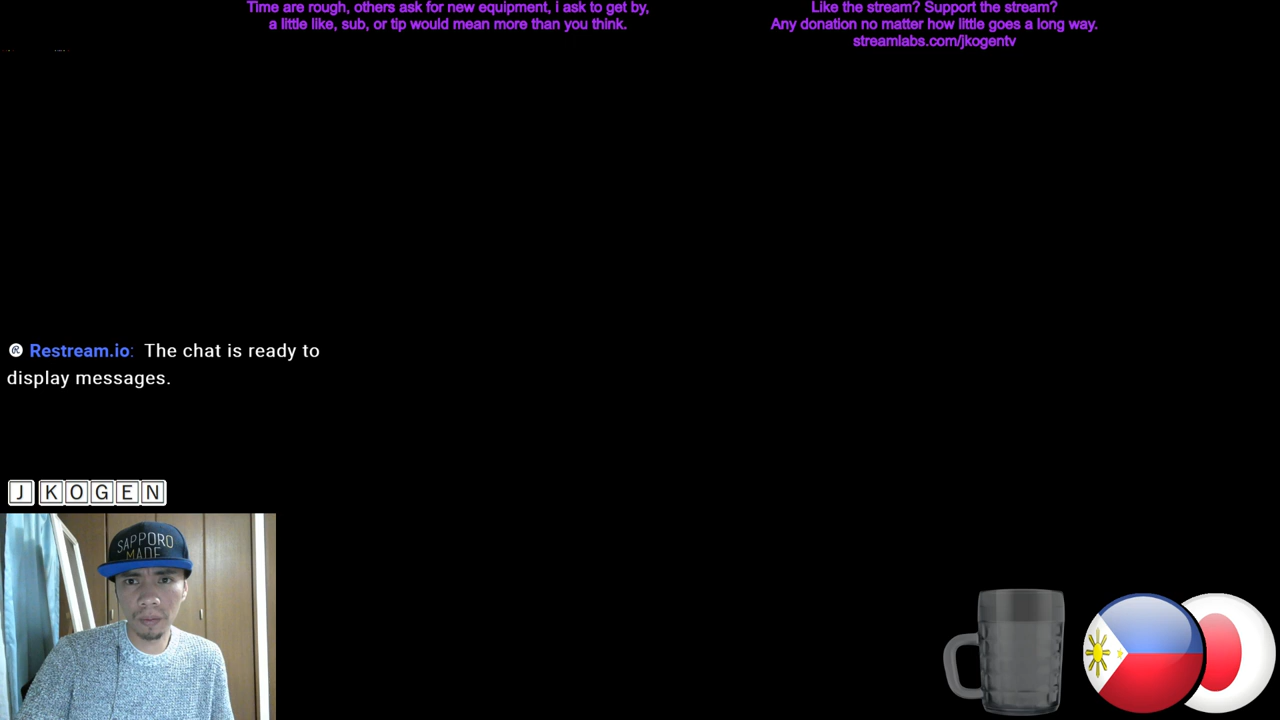 Time are rough, others ask for new equipment, i ask to get by,
a little like, sub, or tip would mean more than you think.
Like the stream? Support the stream?
Any donation no matter how little goes a long way.
streamlabs.com/jkogentv
Restream.io: The chat is ready to
display messages.
J KOGEN
SAPPORO
MADE